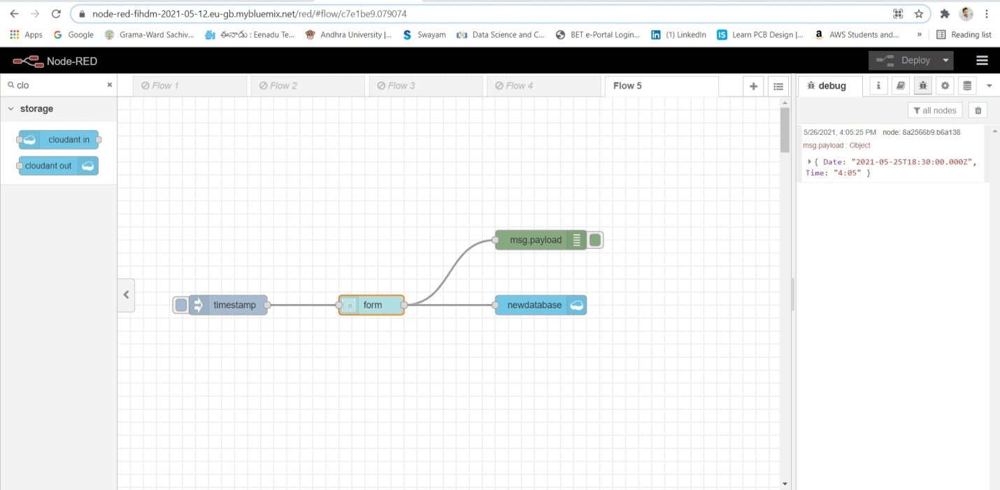 node-red-fihdm-2021-05-12.eu-gb.mybluemix.net/red/#flow/c7e1be9.079074
Apps Google Grama-Ward Sachiv... ఈనాడు : Eenadu Te... Andhra University |... Swayam Data Science and C... BET e-Portal Login... (1) LinkedIn Learn PCB Design |... AWS Students and... » Reading list
Node-RED Deploy
clo Flow 1 Flow 2 Flow 3 Flow 4 Flow 5 debug
storage
all nodes
cloudant in
cloudant out
5/26/2021, 4:05:25 PM node: 8a2566b9.b6a138
msg.payload : Object
{ Date: "2021-05-25T18:30:00.000Z",
Time: "4:05" }
msg.payload
timestamp form newdatabase